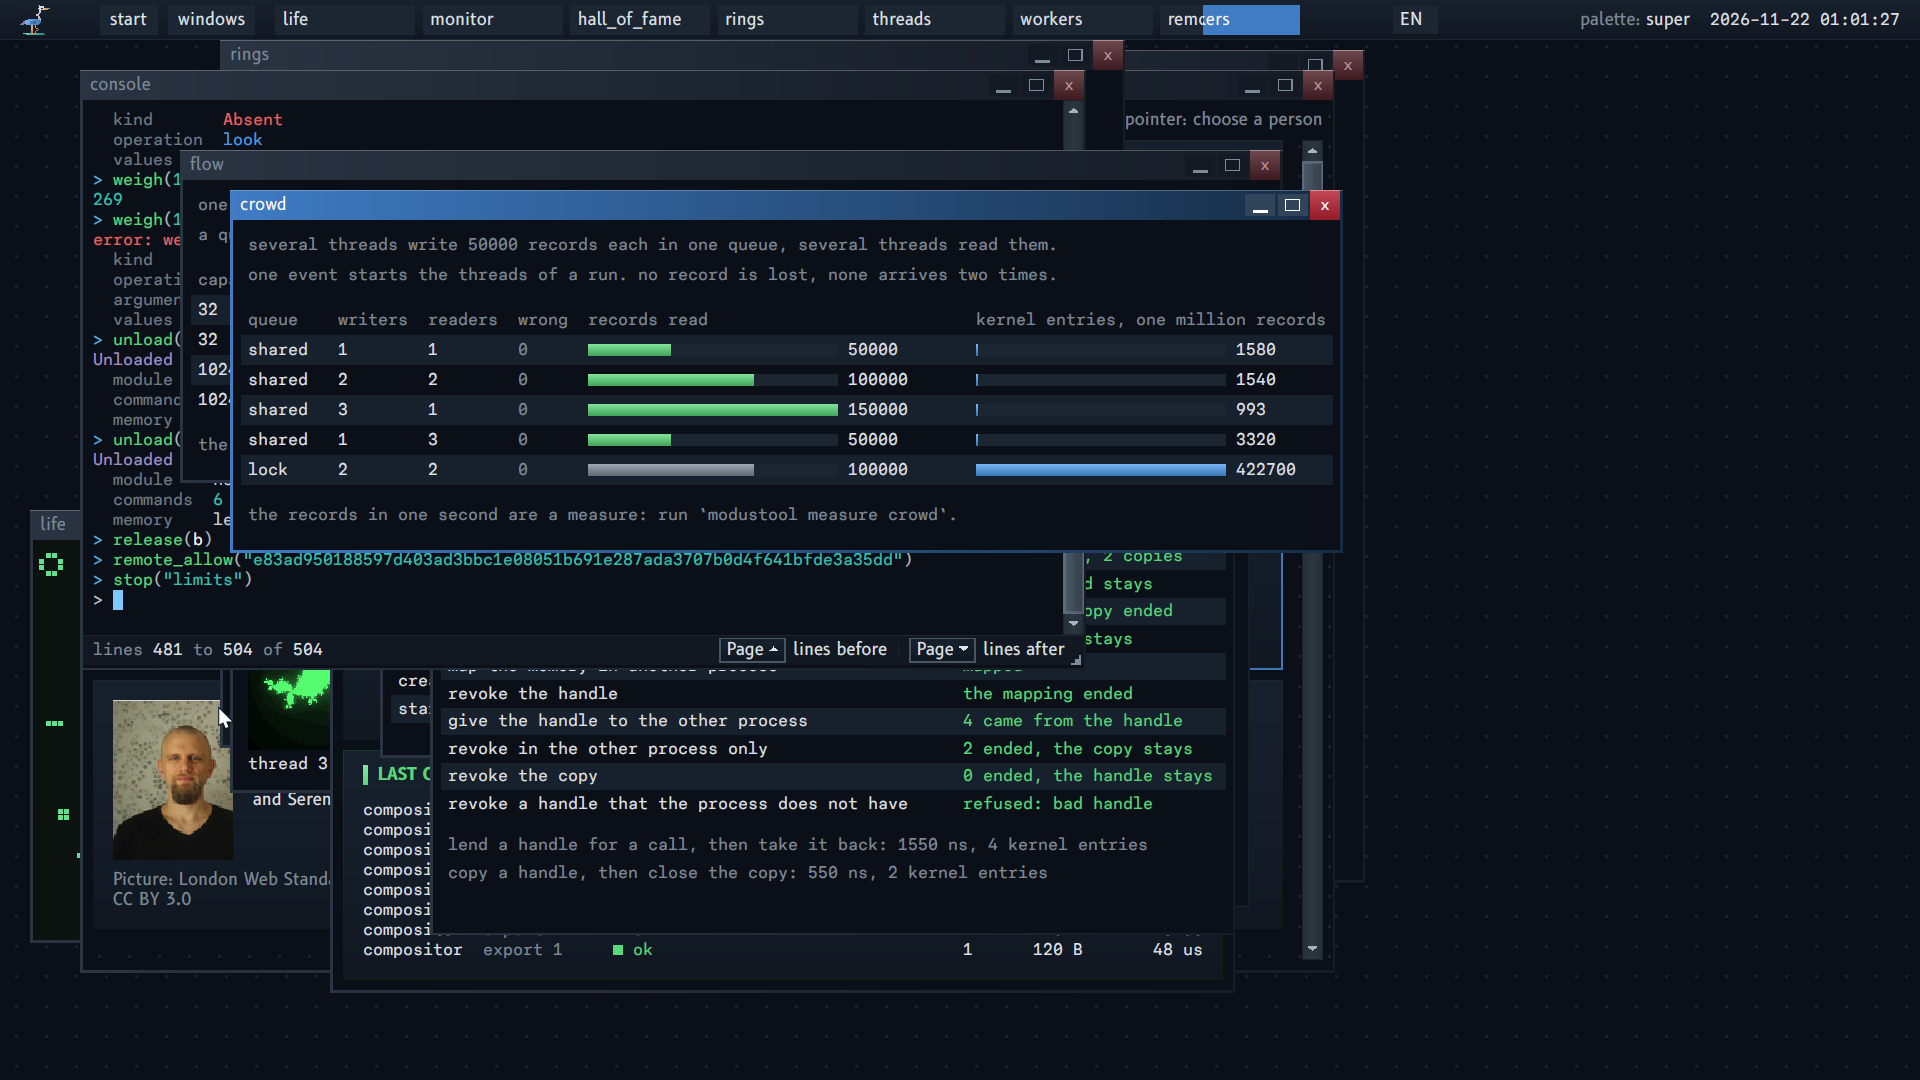 start windows life monitor hall_of_fame rings threads workers EN palette: super 2026-11-22 01:01:27
rings
console
kind Absent
operation look
values
> weigh(1
269
> weigh(1
kind
> unload(
Unloaded
module
memory
> unload(
Unloaded
module
commands 6
memory
> release(b)
> remote_allow("e83ad950188597d403ad3bbc1e08051b691e287ada3707b0d4f641bfde3a35dd")
> stop("limits")
>
lines 481 to 504 of 504 Page lines before Page lines after
pointer: choose a person
flow
one
32
32
the
crowd
several threads write 50000 records each in one queue, several threads read them.
one event starts the threads of a run. no record is lost, none arrives two times.
queue writers readers wrong records read kernel entries, one million records
shared 1 1 0 50000 1580
shared 2 2 0 100000 1540
shared 3 1 0 150000 993
shared 1 3 0 50000 3320
lock 2 2 0 100000 422700
the records in one second are a measure: run `modustool measure crowd`.
life
, 2 copies
stays
ended
stays
revoke the handle the mapping ended
give the handle to the other process 4 came from the handle
revoke in the other process only 2 ended, the copy stays
revoke the copy 0 ended, the handle stays
revoke a handle that the process does not have refused: bad handle
lend a handle for a call, then take it back: 1550 ns, 4 kernel entries
copy a handle, then close the copy: 550 ns, 2 kernel entries
thread 3
and Seren
Picture: London Web Standa
CC BY 3.0
LAST
compositor export 1 ok 1 120 B 48 us